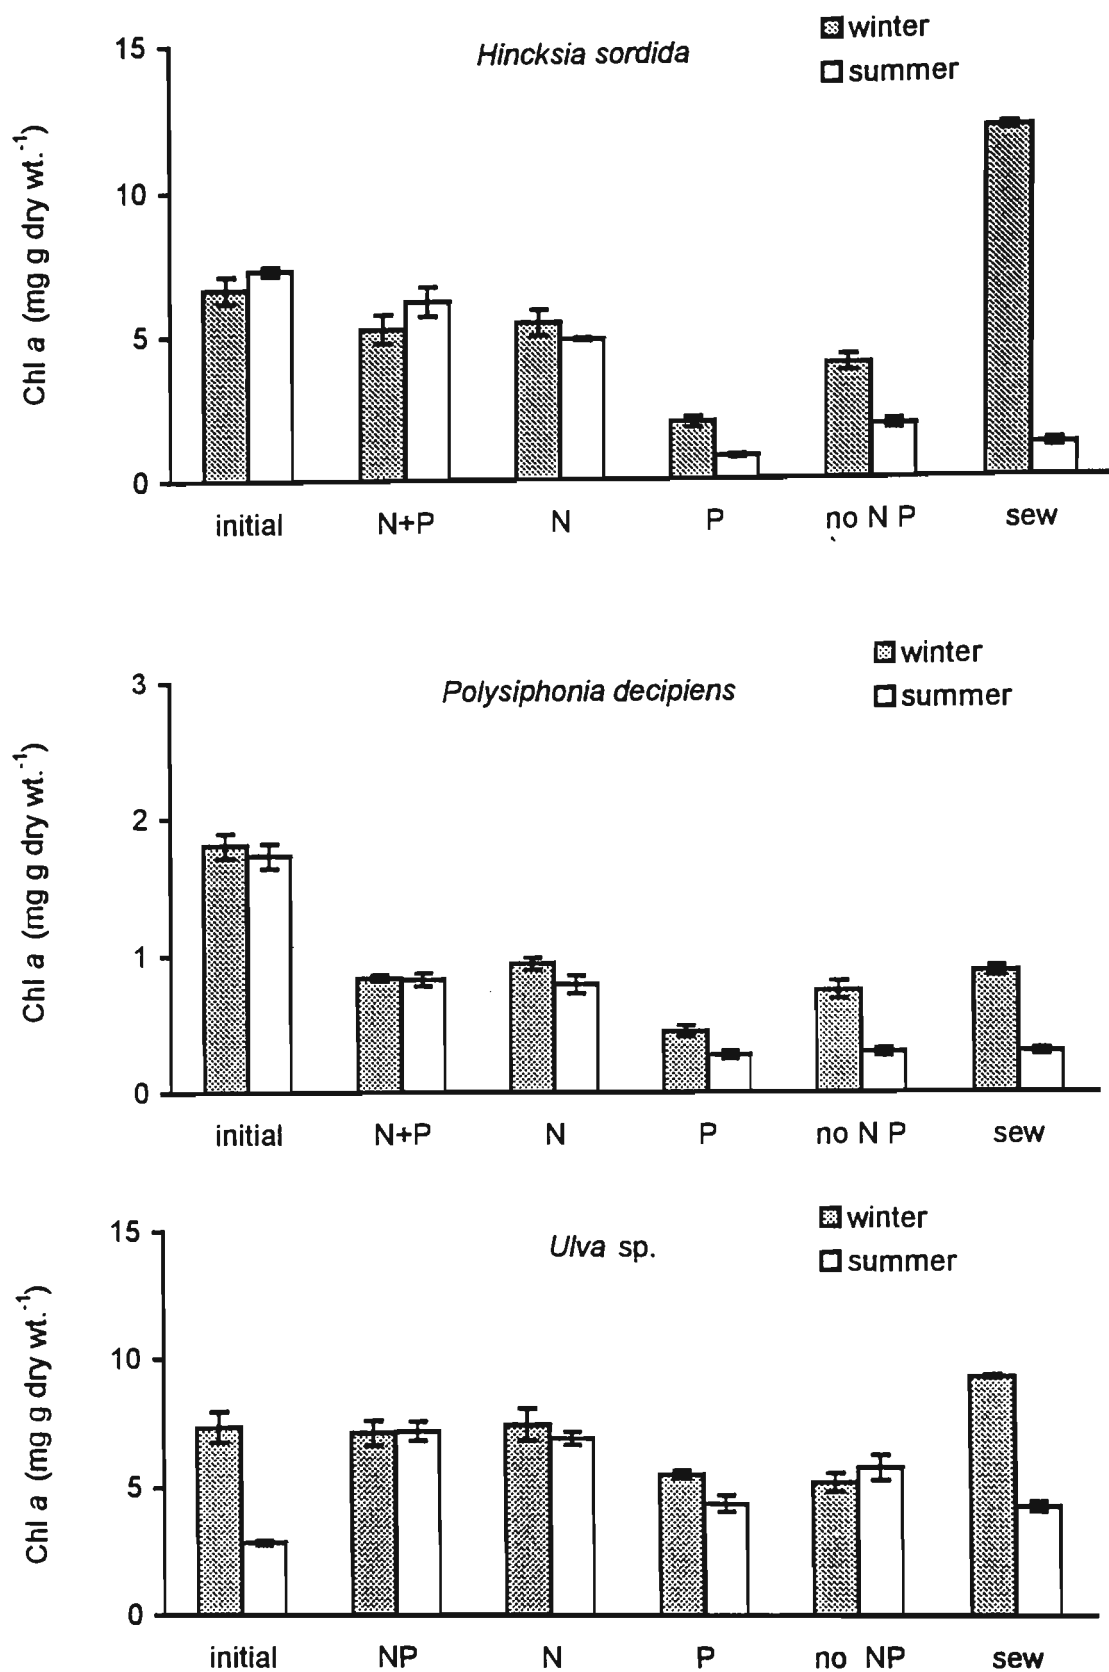 winter
15
Hincksia sordida
summer
Chl a (mg g dry wt.-1)
10
5
0
initial N+P N P no N P sew
winter
3
Polysiphonia decipiens
summer
Chl a (mg g dry wt.-1)
2
1
0
initial N+P N P no N P sew
winter
15
Ulva sp.
summer
Chl a (mg g dry wt.-1)
10
5
0
initial NP N P no NP sew